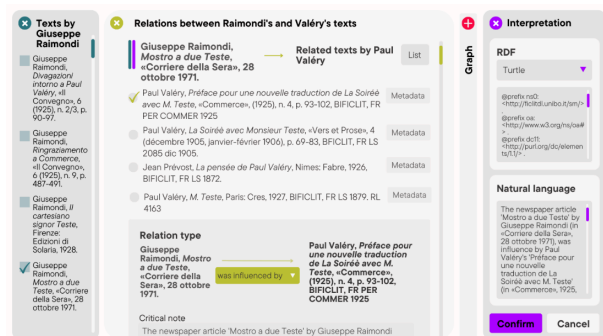 Texts by
Giuseppe
Raimondi
Giuseppe
Raimondi,
Divagazioni
intorno a Paul
Valéry, «Il
Convegno», 6
(1925), n. 2/3, p.
90-97.
Giuseppe
Raimondi,
Ringraziamento
a Commerce,
«Il Convegno»,
6 (1925), n. 9, p.
487-491.
Giuseppe
Raimondi, Il
cartesiano
signor Teste,
Firenze:
Edizioni di
Solaria, 1928.
Giuseppe
Raimondi,
Mostro a due
Teste, «Corriere
della Sera», 28
ottobre 1971.
Relations between Raimondi's and Valéry's texts
Giuseppe Raimondi,
Mostro a due Teste,
«Corriere della Sera», 28
ottobre 1971.
Related texts by Paul
Valéry
List
Paul Valéry, Préface pour une nouvelle traduction de La Soiréé
avec M. Teste, «Commerce», (1925), n. 4, p. 93-102, BIFICLIT, FR
PER COMMER 1925
Metadata
Paul Valéry, La Soiréé avec Monsieur Teste, «Vers et Prose», 4
(décembre 1905, janvier-février 1906), p. 69-83, BIFICLIT, FR LS
2085 dic 1905.
Metadata
Jean Prévost, La pensée de Paul Valéry, Nimes: Fabre, 1926,
BIFICLIT, FR LS 1872.
Metadata
Paul Valéry, M. Teste, Paris: Cres, 1927, BIFICLIT, FR LS 1879. RL
4163
Metadata
Relation type
Giuseppe
Raimondi, Mostro
a due Teste,
«Corriere della
Sera», 28 ottobre
1971.
was influenced by
Paul Valéry, Préface pour
une nouvelle traduction
de La Soiréé avec M.
Teste, «Commerce»,
(1925), n. 4, p. 93-102,
BIFICLIT, FR PER
COMMER 1925
Critical note
The newspaper article 'Mostro a due Teste' by Giuseppe Raimondi
Graph
Interpretation
RDF
Turtle
@prefix ns0:
<http://ficlitdl.unibo.it/sm/>
.
@prefix oa:
<http://www.w3.org/ns/oa#
> .
@prefix dc11:
<http://purl.org/dc/elemen
ts/1.1/> .
Natural language
The newspaper article
'Mostro a due Teste' by
Giuseppe Raimondi (in
«Corriere della Sera»,
28 ottobre 1971), was
influence by Paul
Valéry's 'Préface pour
une nouvelle
traduction de La
Soiréé avec M. Teste'
(in «Commerce», 1925,
Confirm
Cancel